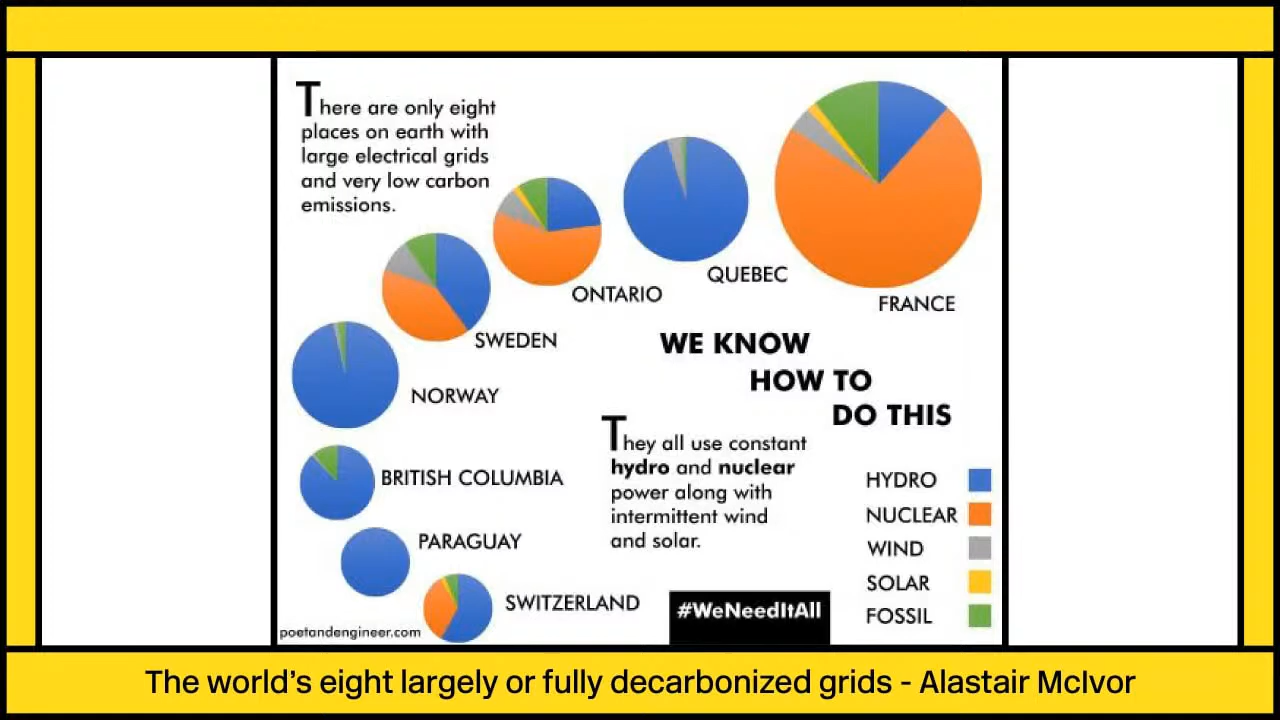 There are only eight
places on earth with
large electrical grids
and very low carbon
emissions.
QUEBEC
ONTARIO
FRANCE
SWEDEN
NORWAY
WE KNOW
HOW TO
DO THIS
They all use constant
hydro and nuclear
power along with
intermittent wind
and solar.
BRITISH COLUMBIA
PARAGUAY
SWITZERLAND
HYDRO
NUCLEAR
WIND
SOLAR
FOSSIL
#WeNeedItAll
poetandengineer.com
The world's eight largely or fully decarbonized grids - Alastair McIvor